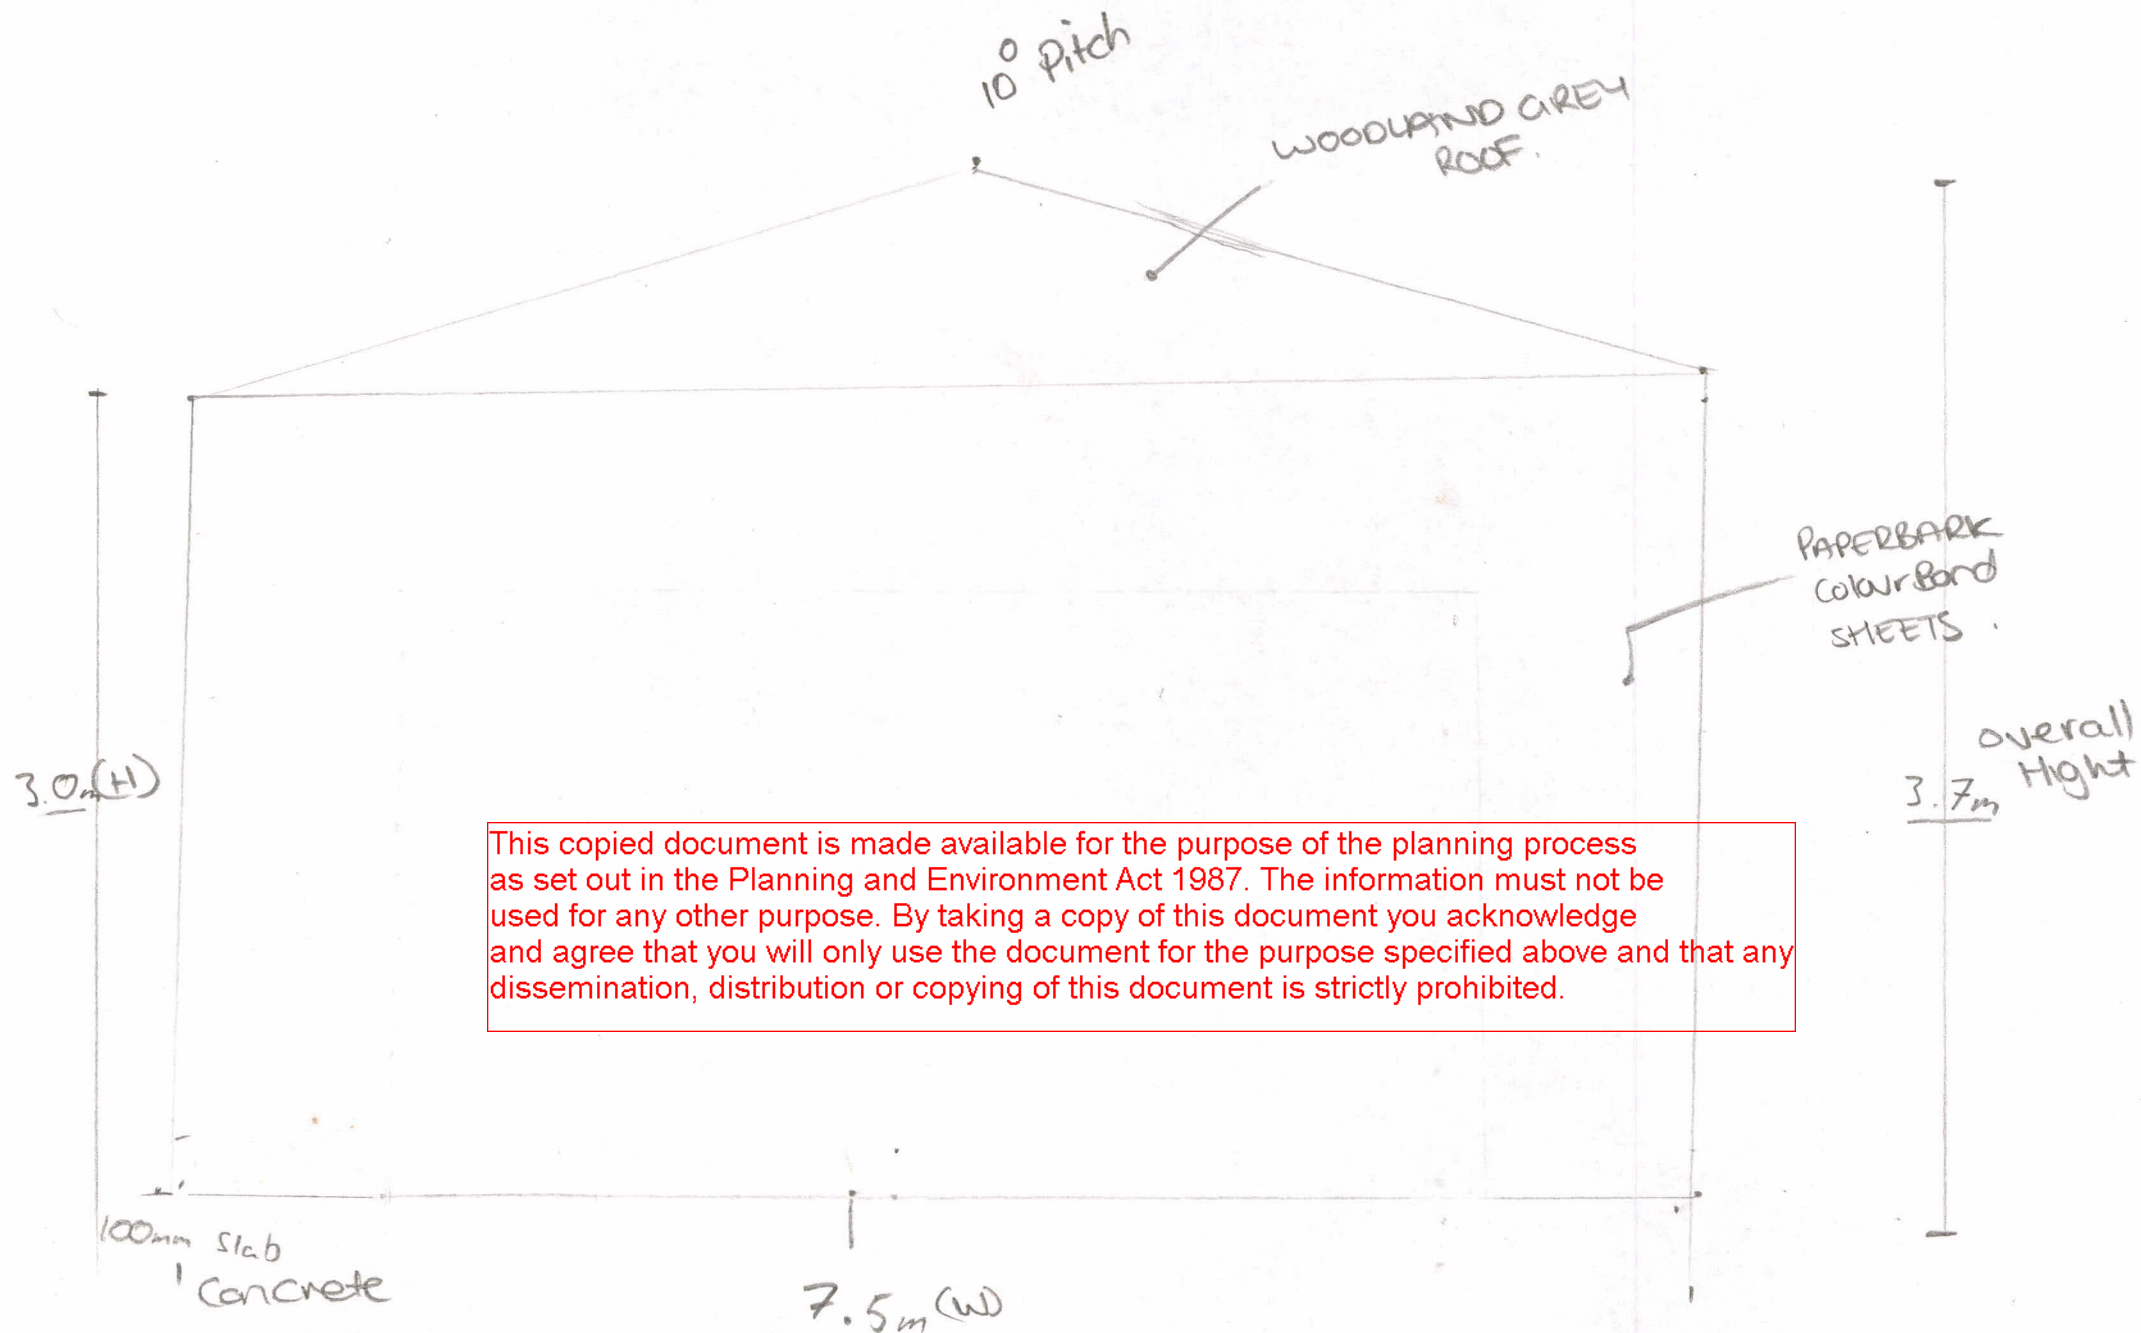 10° Pitch
WOODLAND GREY
ROOF.
PAPERBARK
ColourBond
SHEETS.
3.0m(H)
overall
Hight
3.7m
This copied document is made available for the purpose of the planning process
as set out in the Planning and Environment Act 1987. The information must not be
used for any other purpose. By taking a copy of this document you acknowledge
and agree that you will only use the document for the purpose specified above and that any
dissemination, distribution or copying of this document is strictly prohibited.
100mm Slab
Concrete
7.5m (W)